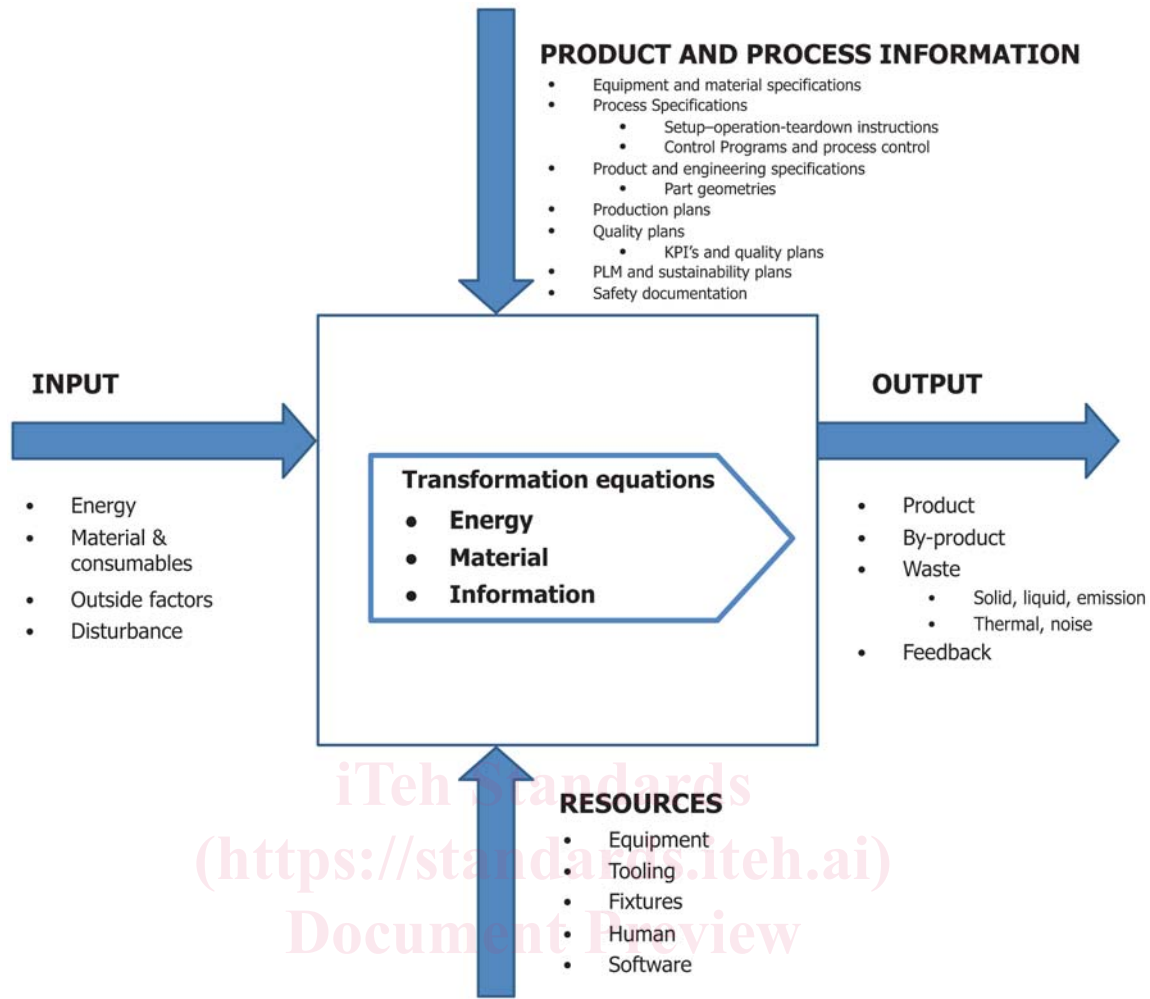 PRODUCT AND PROCESS INFORMATION
• Equipment and material specifications
• Process Specifications
• Setup–operation-teardown instructions
• Control Programs and process control
• Product and engineering specifications
• Part geometries
• Production plans
• Quality plans
• KPI's and quality plans
• PLM and sustainability plans
• Safety documentation
INPUT
• Energy
• Material &
consumables
• Outside factors
• Disturbance
Transformation equations
• Energy
• Material
• Information
OUTPUT
• Product
• By-product
• Waste
• Solid, liquid, emission
• Thermal, noise
• Feedback
iTeh Standards
(https://standards.iteh.ai)
Document Preview
RESOURCES
• Equipment
• Tooling
• Fixtures
• Human
• Software